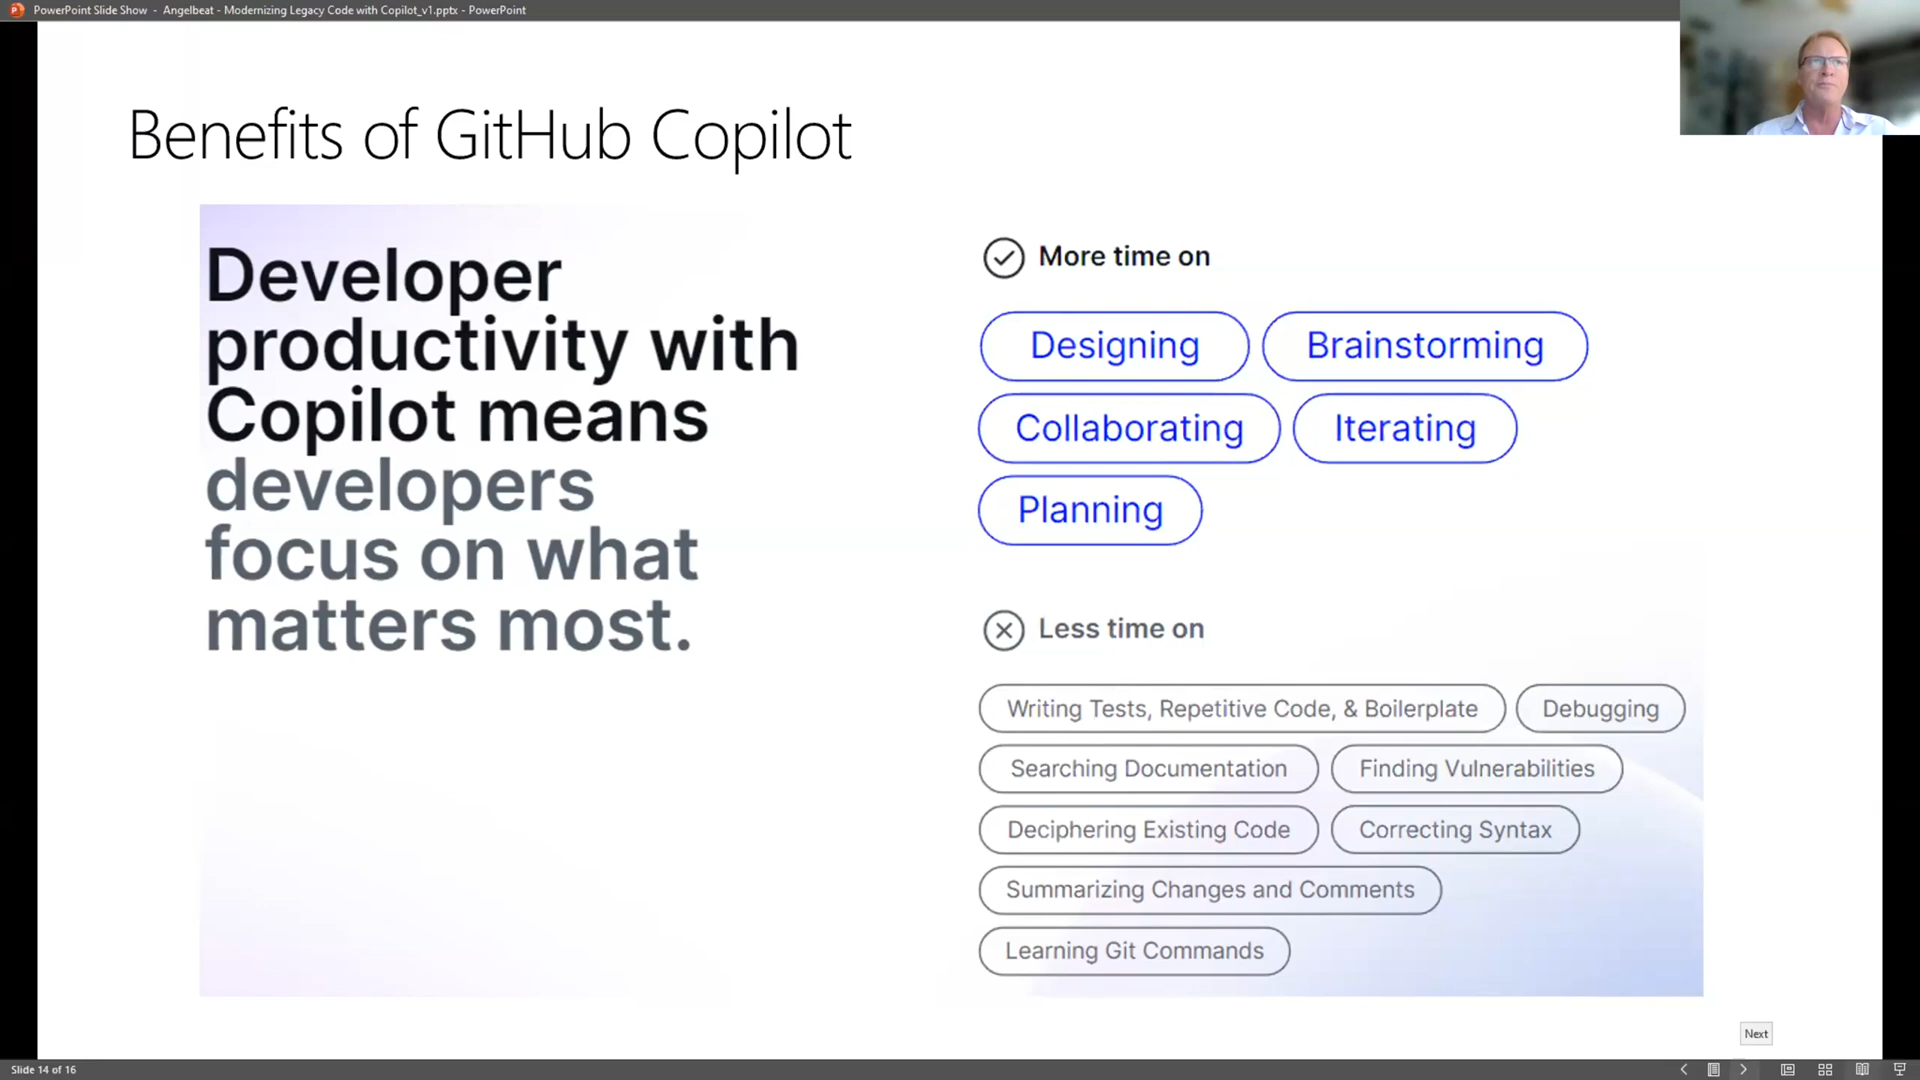 PowerPoint Slide Show - Angelbeat - Modernizing Legacy Code with Copilot_v1.pptx - PowerPoint
Benefits of GitHub Copilot
Developer
productivity with
Copilot means
developers
focus on what
matters most.
More time on
Designing
Brainstorming
Collaborating
Iterating
Planning
Less time on
Writing Tests, Repetitive Code, & Boilerplate
Debugging
Searching Documentation
Finding Vulnerabilities
Deciphering Existing Code
Correcting Syntax
Summarizing Changes and Comments
Learning Git Commands
Next
Slide 14 of 16